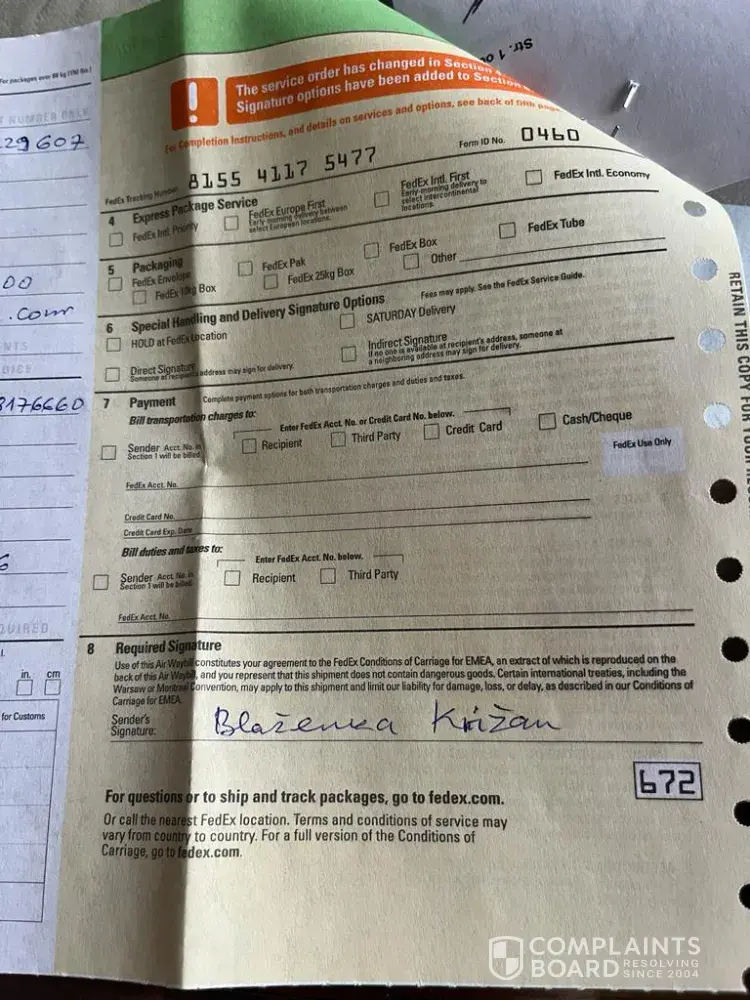 For packages over 68 kg (150 lbs.)
Str. 1 o
The service order has changed in Section
Signature options have been added to Section
For Completion Instructions, and details on services and options, see back of
29607
FedEx Tracking Number 8155 4117 5477
Form ID No. 0460
4 Express Package Service
FedEx Intl. Priority
FedEx Europe First
Early-morning delivery between
select European locations.
FedEx Intl. First
Early-morning delivery to
select intercontinental
locations.
FedEx Intl. Economy
5 Packaging
FedEx Envelope
FedEx Pak
FedEx Box
FedEx Tube
FedEx 10kg Box
FedEx 25kg Box
Other
00
.com
6 Special Handling and Delivery Signature Options
Fees may apply. See the FedEx Service Guide.
HOLD at FedEx Location
SATURDAY Delivery
Direct Signature
Someone at recipient's address may sign for delivery.
Indirect Signature
If no one is available at recipient's address, someone at
a neighboring address may sign for delivery.
8176660
7 Payment Complete payment options for both transportation charges and duties and taxes.
Bill transportation charges to:
Enter FedEx Acct. No. or Credit Card No. below.
Sender Acct. No. in
Section 1 will be billed.
Recipient
Third Party
Credit Card
Cash/Cheque
FedEx Use Only
FedEx Acct. No.
Credit Card No.
Credit Card Exp. Date
Bill duties and taxes to:
Enter FedEx Acct. No. below.
Sender Acct. No. in
Section 1 will be billed.
Recipient
Third Party
FedEx Acct. No.
8 Required Signature
Use of this Air Waybill constitutes your agreement to the FedEx Conditions of Carriage for EMEA, an extract of which is reproduced on the
back of this Air Waybill, and you represent that this shipment does not contain dangerous goods. Certain international treaties, including the
Warsaw or Montreal Convention, may apply to this shipment and limit our liability for damage, loss, or delay, as described in our Conditions of
Carriage for EMEA.
in. cm
for Customs
Sender's
Signature: Blaženka Križan
672
For questions or to ship and track packages, go to fedex.com.
Or call the nearest FedEx location. Terms and conditions of service may
vary from country to country. For a full version of the Conditions of
Carriage, go to fedex.com.
RETAIN THIS COPY FOR YOUR
COMPLAINTS
BOARD RESOLVING
SINCE 2004